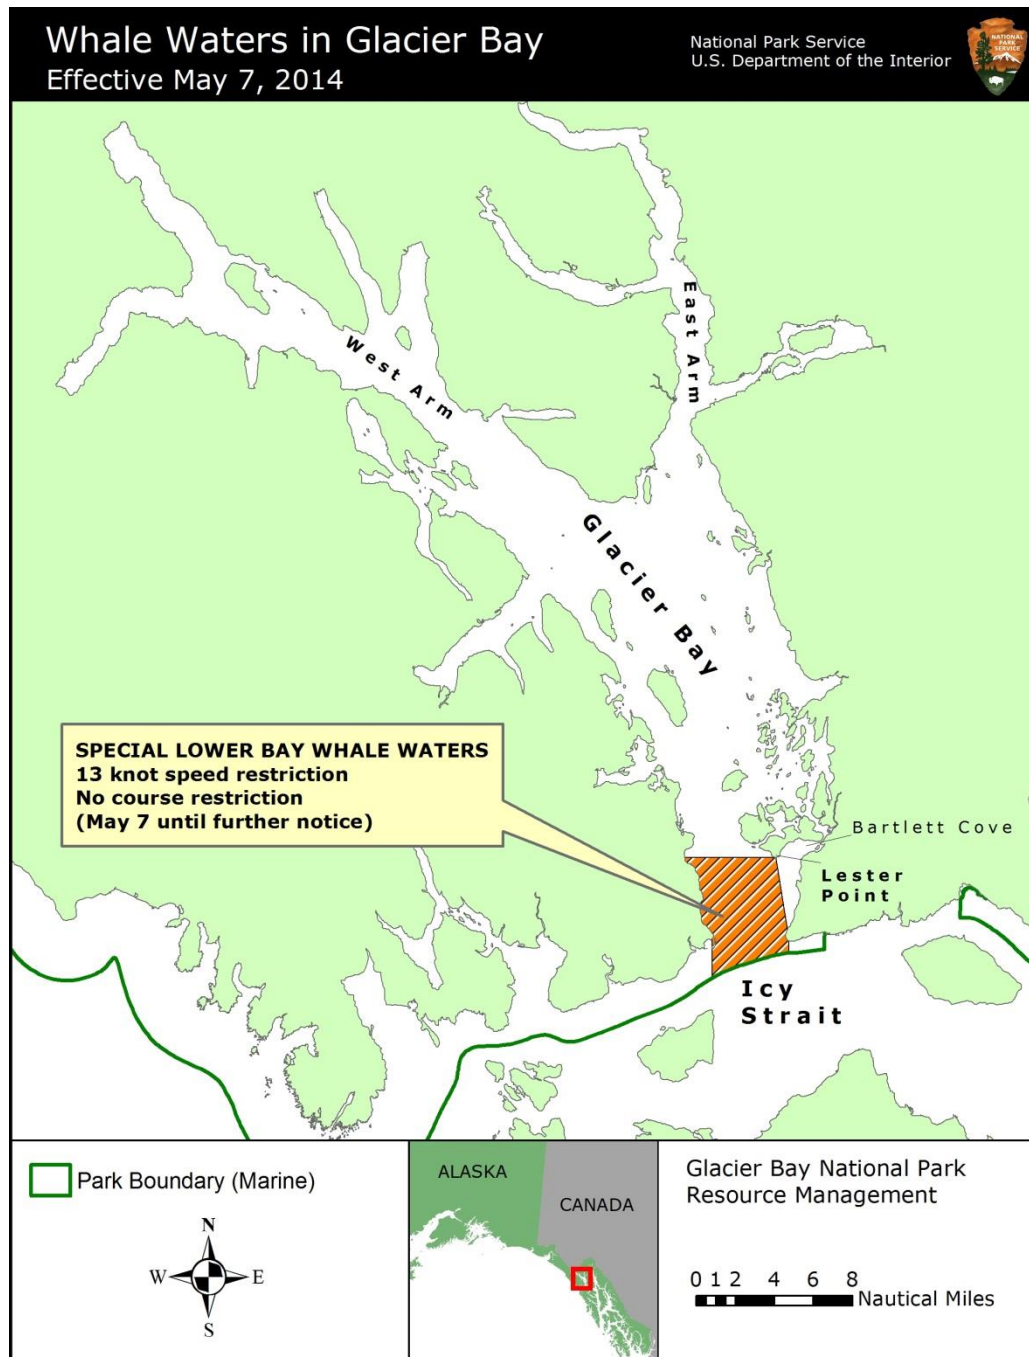 Whale Waters in Glacier Bay
Effective May 7, 2014
National Park Service
U.S. Department of the Interior
NATIONAL
PARK
SERVICE
West Arm
East Arm
Glacier Bay
SPECIAL LOWER BAY WHALE WATERS
13 knot speed restriction
No course restriction
(May 7 until further notice)
Bartlett Cove
Lester
Point
Icy
Strait
Park Boundary (Marine)
N
W E
S
ALASKA
CANADA
Glacier Bay National Park
Resource Management
0 1 2 4 6 8
Nautical Miles